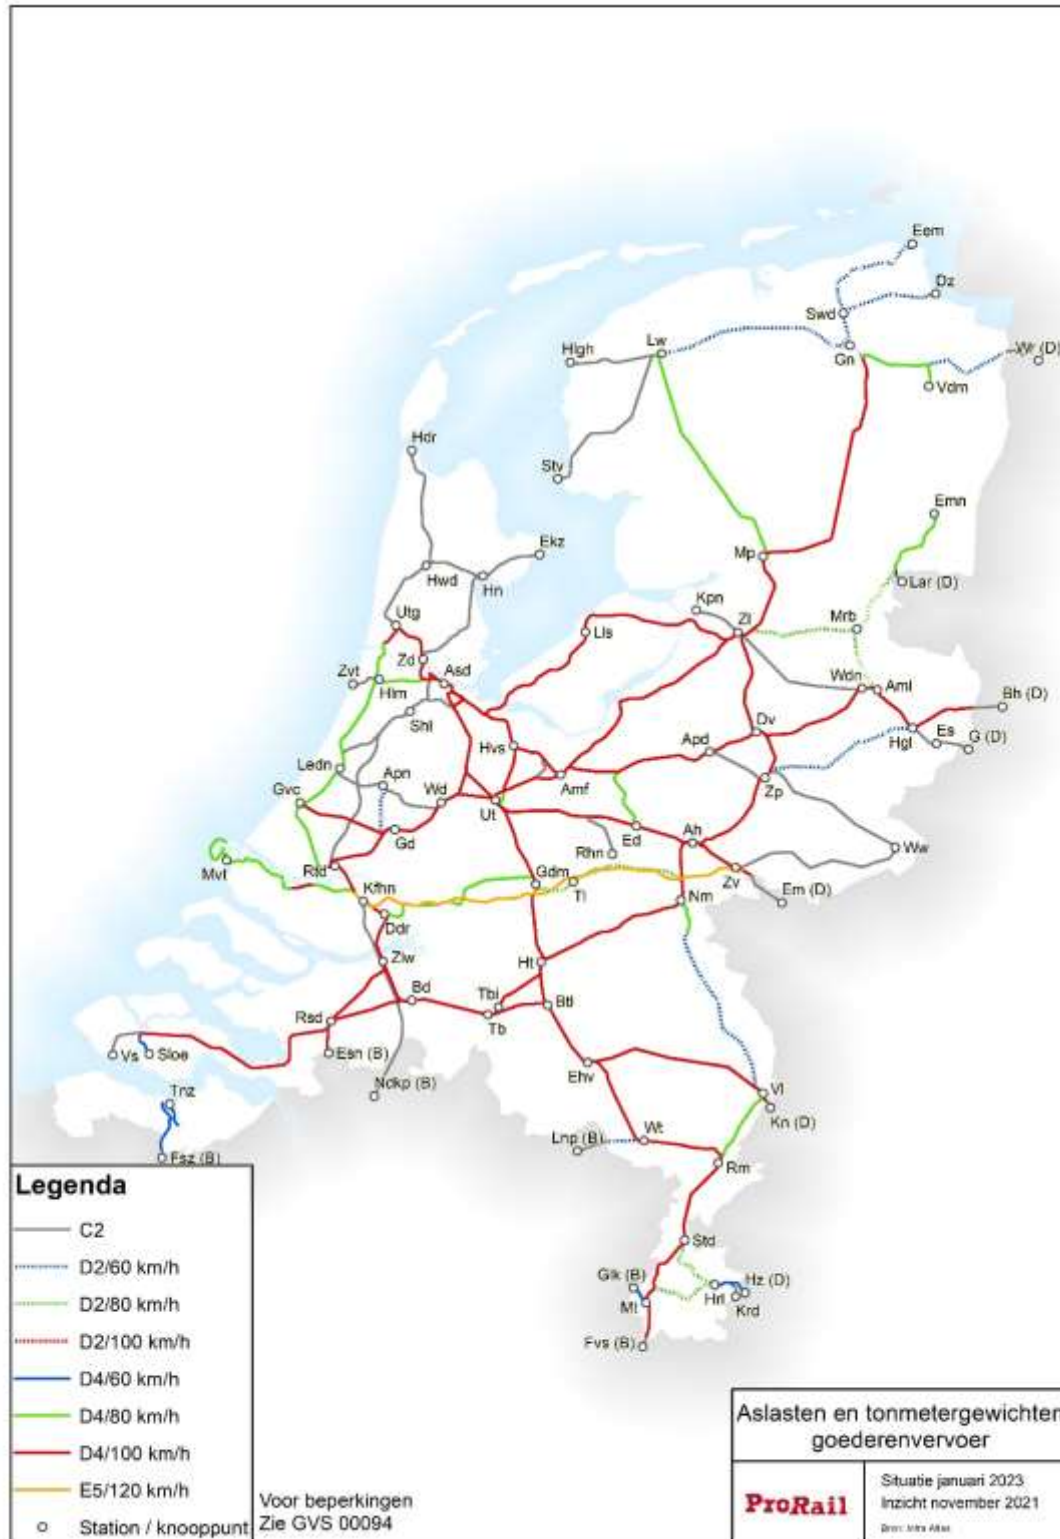 Eem
Dz
Swd
Lw
Hlgh
Gn
Wr (D)
Vdm
Hdr
Stv
Emn
Ekz
Mp
Hwd
Hn
Lar (D)
Kpn
Utg
Lls
Zl
Mrb
Zd
Zvt
Asd
Wdn
Aml
Hlm
Bh (D)
Shl
Dv
Es
Hvs
Apd
Hgl
G (D)
Ledn
Apn
Gvc
Wd
Amf
Zp
Ut
Gd
Ed
Ah
Rhn
Ww
Rtd
Mvt
Gdm
Zv
Kfhn
Tl
Em (D)
Nm
Ddr
Zlw
Ht
Bd
Tbi
Btl
Rsd
Tb
Vs
Sloe
Esn (B)
Ehv
Ndkp (B)
Vl
Tnz
Kn (D)
Wt
Lnp (B)
Fsz (B)
Rm
Std
Glk (B)
Hz (D)
Hrl
Mt
Krd
Fvs (B)
Legenda
C2
D2/60 km/h
D2/80 km/h
D2/100 km/h
D4/60 km/h
D4/80 km/h
D4/100 km/h
E5/120 km/h
Station / knooppunt
Voor beperkingen
Zie GVS 00094
Aslasten en tonmetergewichten
goederenvervoer
ProRail
Situatie januari 2023
Inzicht november 2021
Bron: Infra Atlas